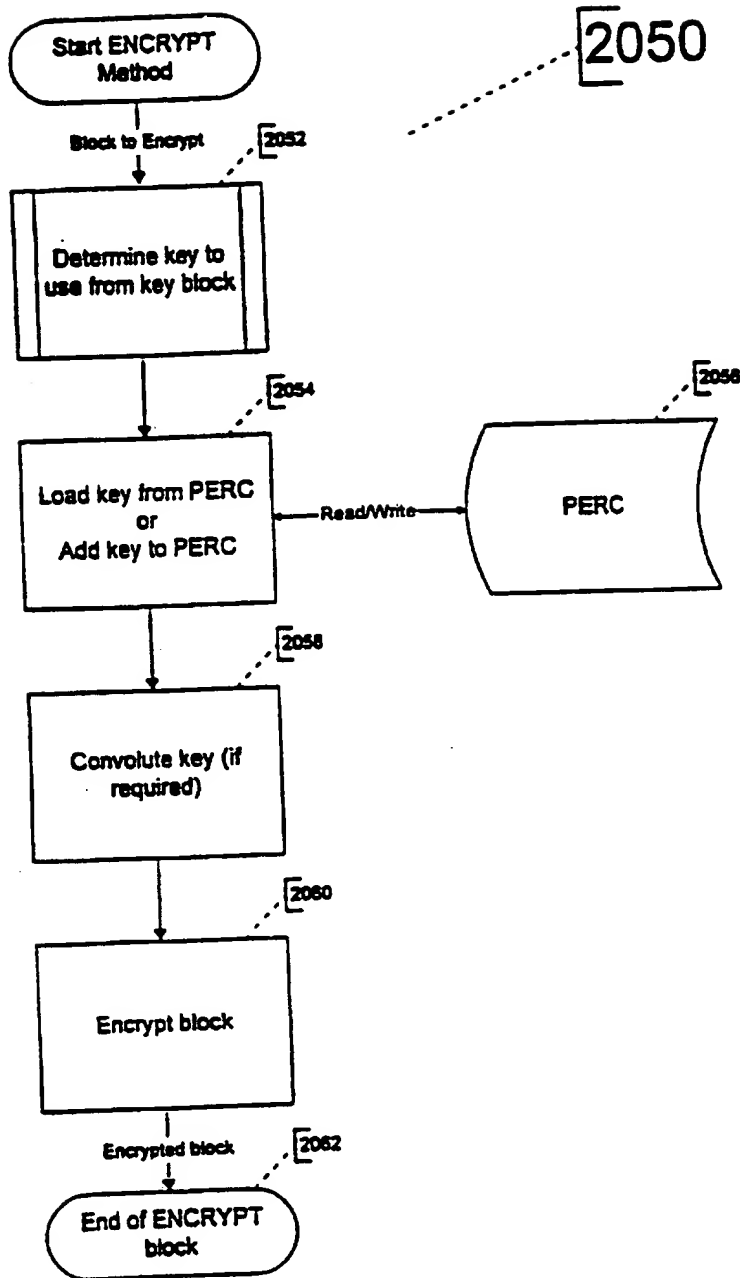 Start ENCRYPT
Method
2050
Block to Encrypt
2052
Determine key to
use from key block
2054
2056
Load key from PERC
or
Add key to PERC
Read/Write
PERC
2058
Convolute key (if
required)
2060
Encrypt block
Encrypted block
2062
End of ENCRYPT
block